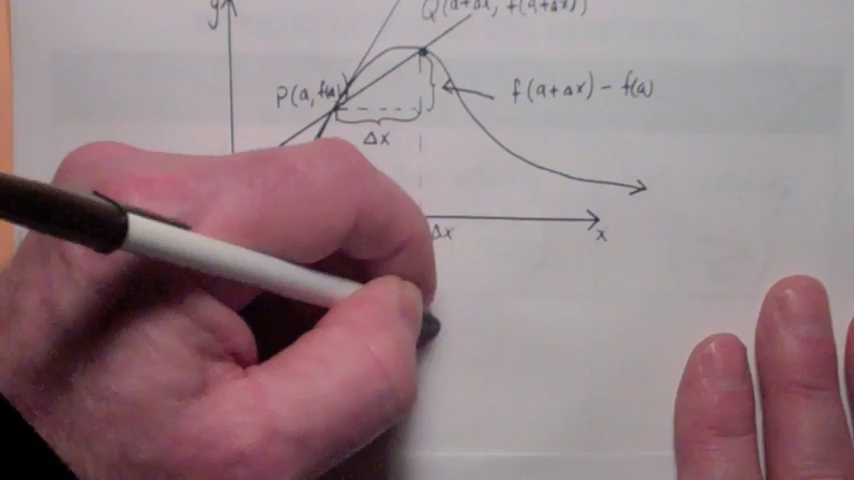 y
Q(a+Δx, f(a+Δx))
P(a, f(a))
f(a+Δx) - f(a)
Δx
Δx
x